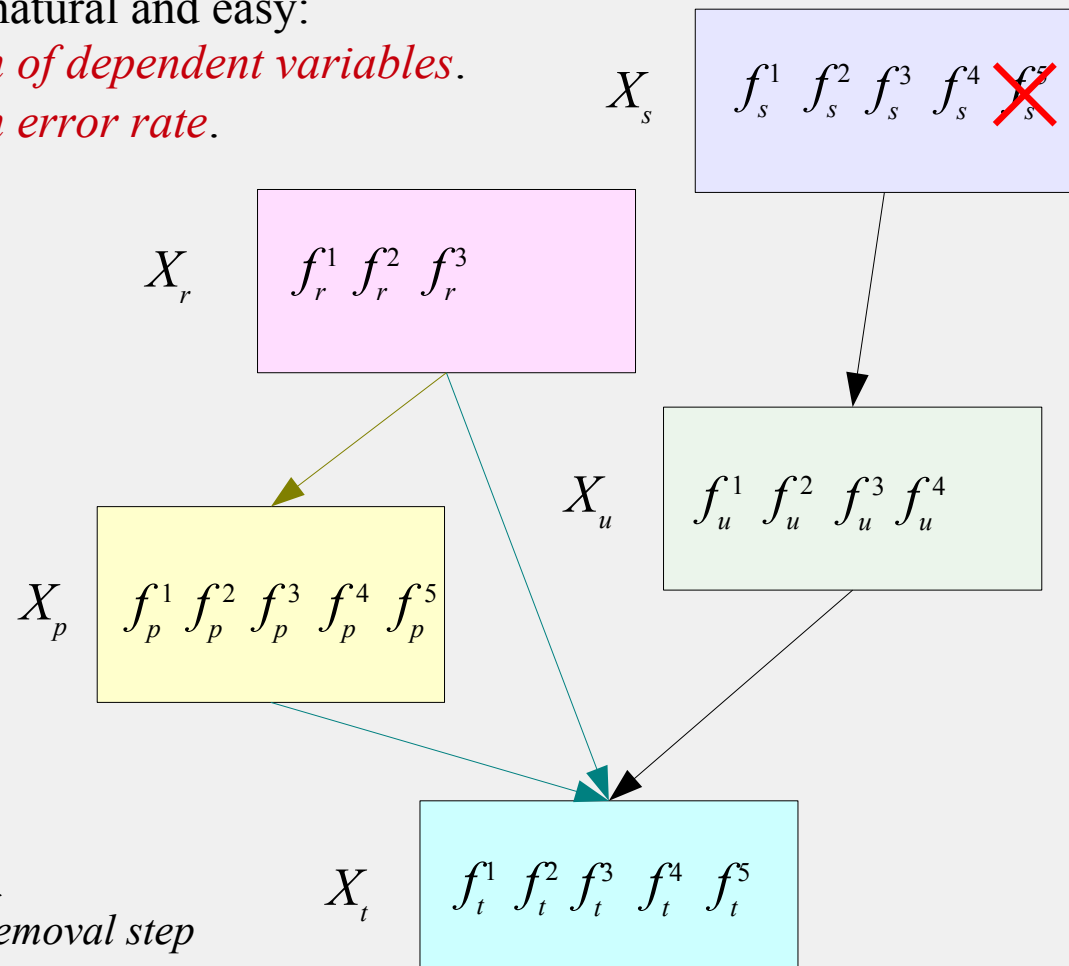 natural and easy:
of dependent variables.
error rate.
X_s f_s^1 f_s^2 f_s^3 f_s^4 f_s^5
X_r f_r^1 f_r^2 f_r^3
X_u f_u^1 f_u^2 f_u^3 f_u^4
X_p f_p^1 f_p^2 f_p^3 f_p^4 f_p^5
X_t f_t^1 f_t^2 f_t^3 f_t^4 f_t^5
step